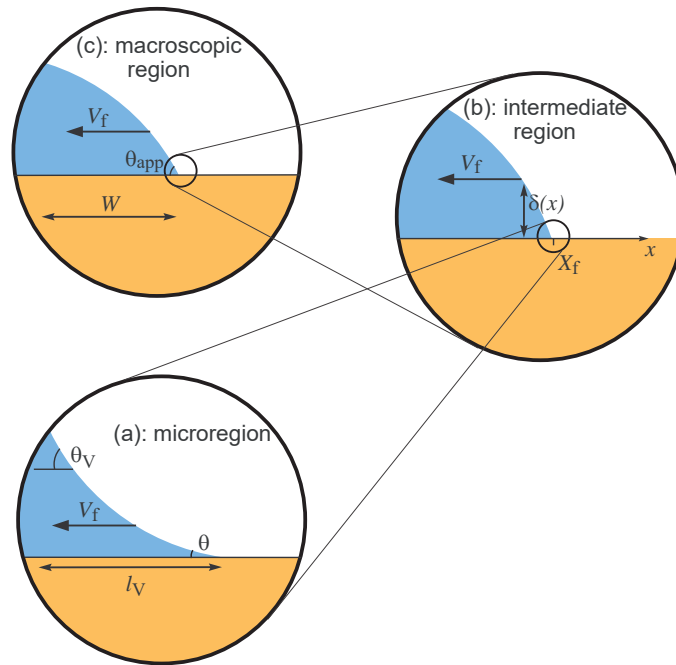 (c): macroscopic
region
V_f
θ_app
W
(b): intermediate
region
V_f
δ(x)
x
X_f
(a): microregion
θ_V
V_f
θ
l_V